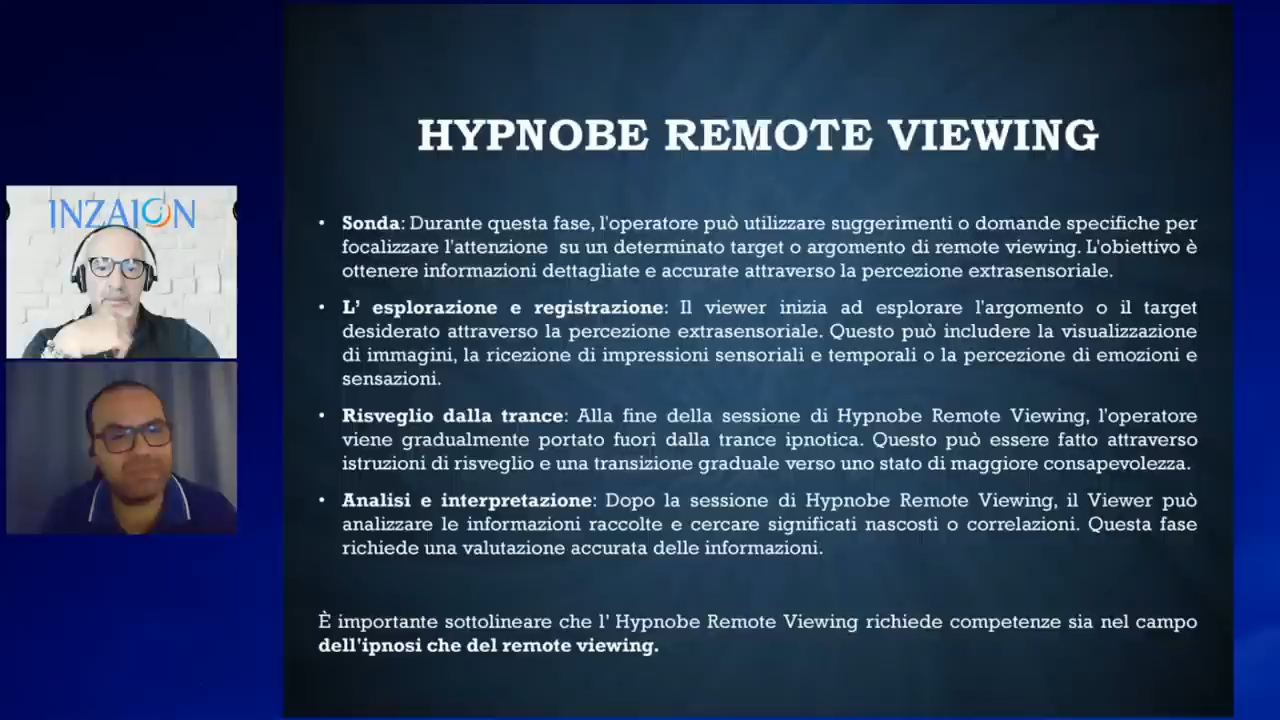 INZAION
HYPNOBE REMOTE VIEWING
• Sonda: Durante questa fase, l'operatore può utilizzare suggerimenti o domande specifiche per
focalizzare l'attenzione su un determinato target o argomento di remote viewing. L'obiettivo è
ottenere informazioni dettagliate e accurate attraverso la percezione extrasensoriale.
• L' esplorazione e registrazione: Il viewer inizia ad esplorare l'argomento o il target
desiderato attraverso la percezione extrasensoriale. Questo può includere la visualizzazione
di immagini, la ricezione di impressioni sensoriali e temporali o la percezione di emozioni e
sensazioni.
• Risveglio dalla trance: Alla fine della sessione di Hypnobe Remote Viewing, l'operatore
viene gradualmente portato fuori dalla trance ipnotica. Questo può essere fatto attraverso
istruzioni di risveglio e una transizione graduale verso uno stato di maggiore consapevolezza.
• Analisi e interpretazione: Dopo la sessione di Hypnobe Remote Viewing, il Viewer può
analizzare le informazioni raccolte e cercare significati nascosti o correlazioni. Questa fase
richiede una valutazione accurata delle informazioni.
È importante sottolineare che l' Hypnobe Remote Viewing richiede competenze sia nel campo
dell'ipnosi che del remote viewing.